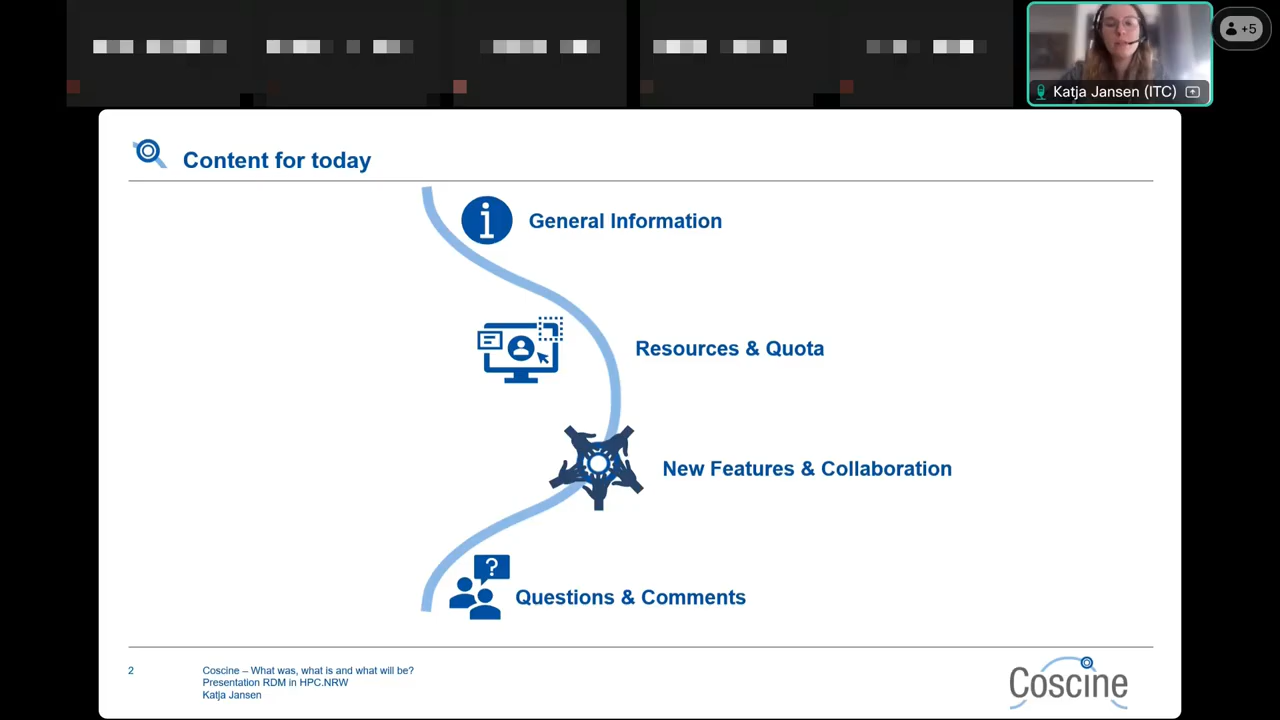 +5
Katja Jansen (ITC)
Content for today
General Information
Resources & Quota
New Features & Collaboration
?
Questions & Comments
2
Coscine – What was, what is and what will be?
Presentation RDM in HPC.NRW
Katja Jansen
Coscine